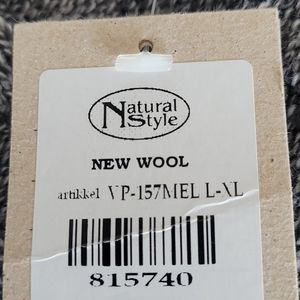 Natural
Style
NEW WOOL
artikkel VP-157MEL L-XL
815740